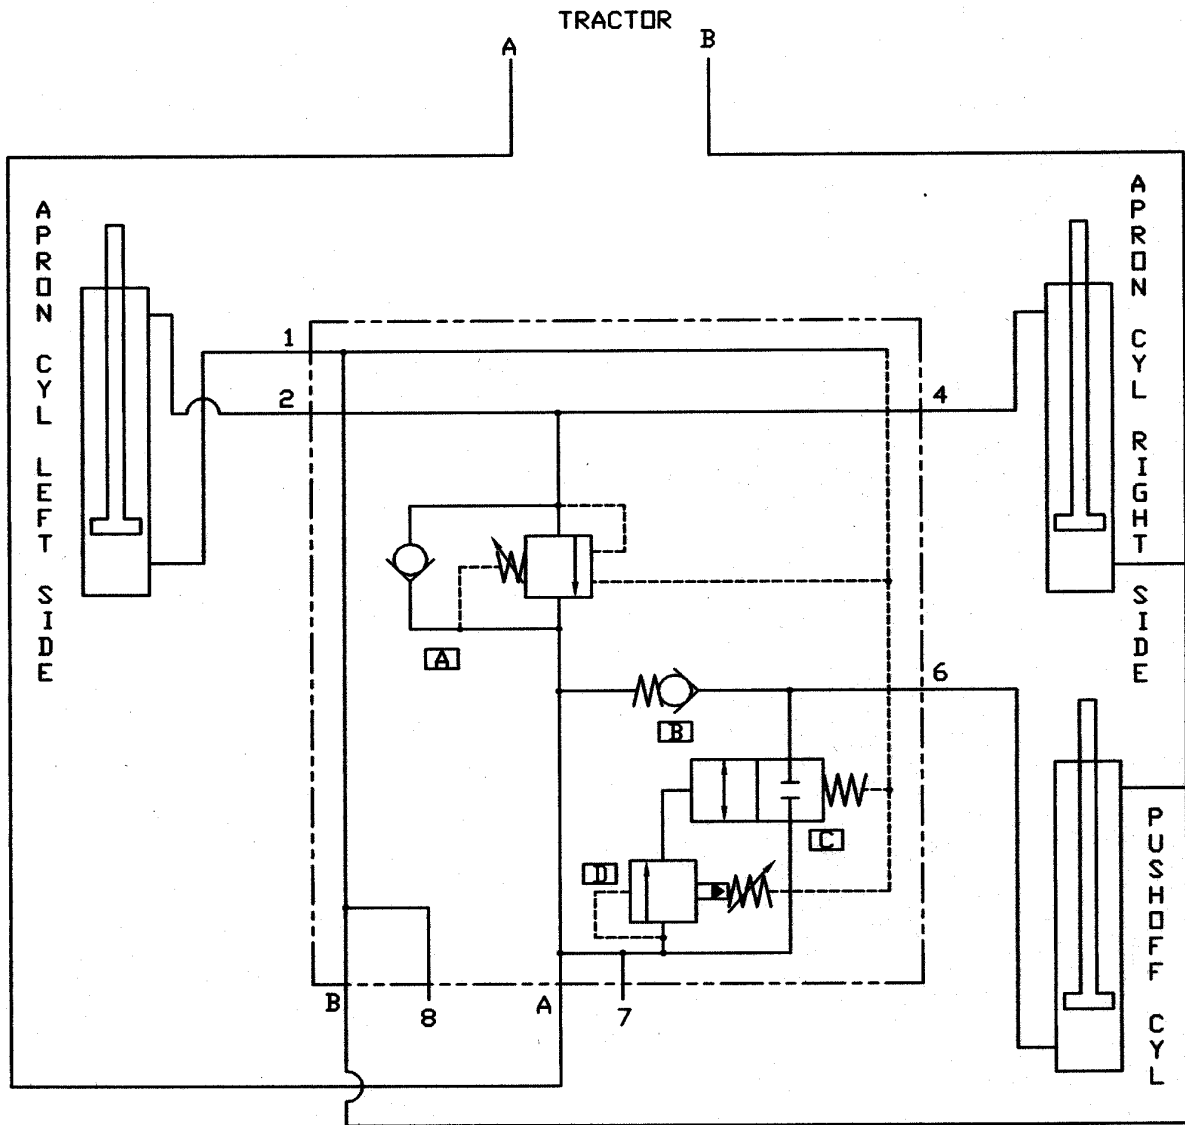 TRACTOR
A
B
APRON CYL LEFT SIDE
APRON CYL RIGHT SIDE
1
2
4
A
6
B
C
D
PUSHOFF CYL
B
8
A
7